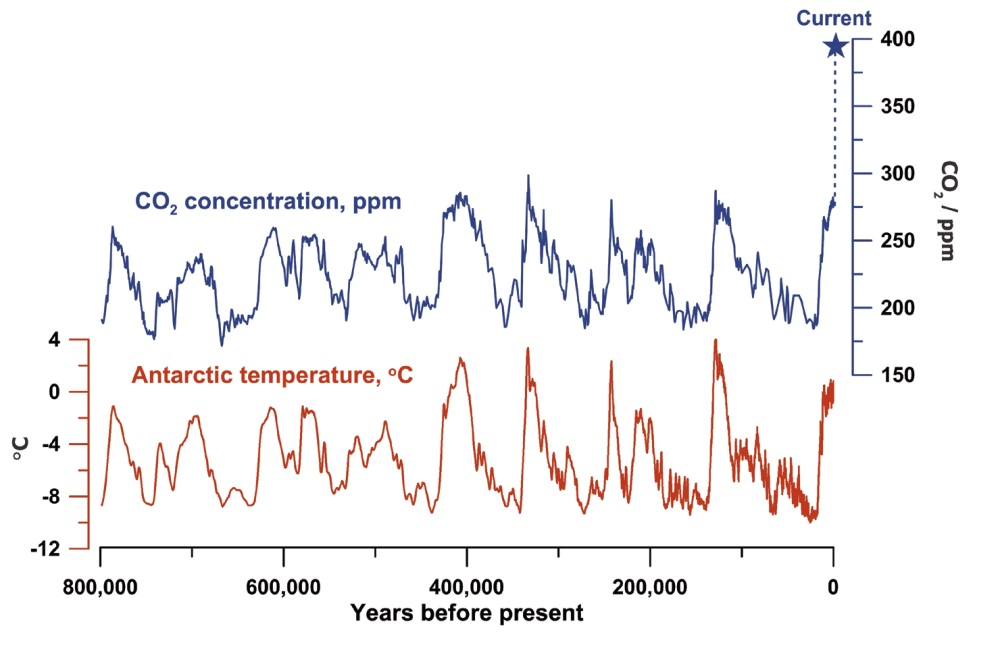 Current
400
350
300
CO₂ / ppm
250
200
150
CO₂ concentration, ppm
Antarctic temperature, °C
4
0
-4
°C
-8
-12
800,000 600,000 400,000 200,000 0
Years before present